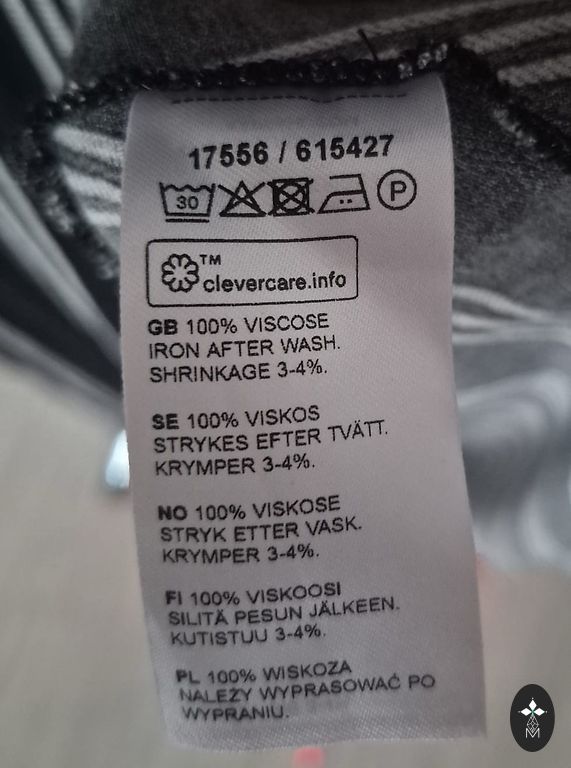 17556 / 615427
30 P
TM
clevercare.info
GB 100% VISCOSE
IRON AFTER WASH.
SHRINKAGE 3-4%.
SE 100% VISKOS
STRYKES EFTER TVÄTT.
KRYMPER 3-4%.
NO 100% VISKOSE
STRYK ETTER VASK.
KRYMPER 3-4%.
FI 100% VISKOOSI
SILITÄ PESUN JÄLKEEN.
KUTISTUU 3-4%.
PL 100% WISKOZA
NALEŻY WYPRASOWAĆ PO
WYPRANIU.
M